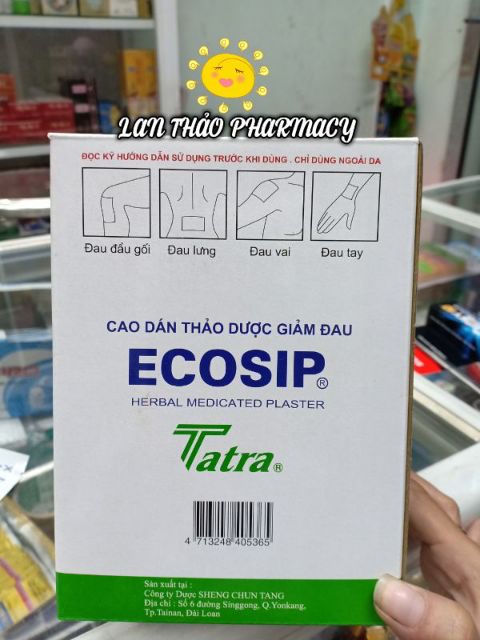 LAN THẢO PHARMACY
ĐỌC KỸ HƯỚNG DẪN SỬ DỤNG TRƯỚC KHI DÙNG . CHỈ DÙNG NGOÀI DA
Đau đầu gối Đau lưng Đau vai Đau tay
CAO DÁN THẢO DƯỢC GIẢM ĐAU
ECOSIP®
HERBAL MEDICATED PLASTER
Tatra®
4 713248 405365
Sản xuất tại :
Công ty Dược SHENG CHUN TANG
Địa chỉ : Số 6 đường Singgong, Q.Yonkang,
Tp.Tainan, Đài Loan